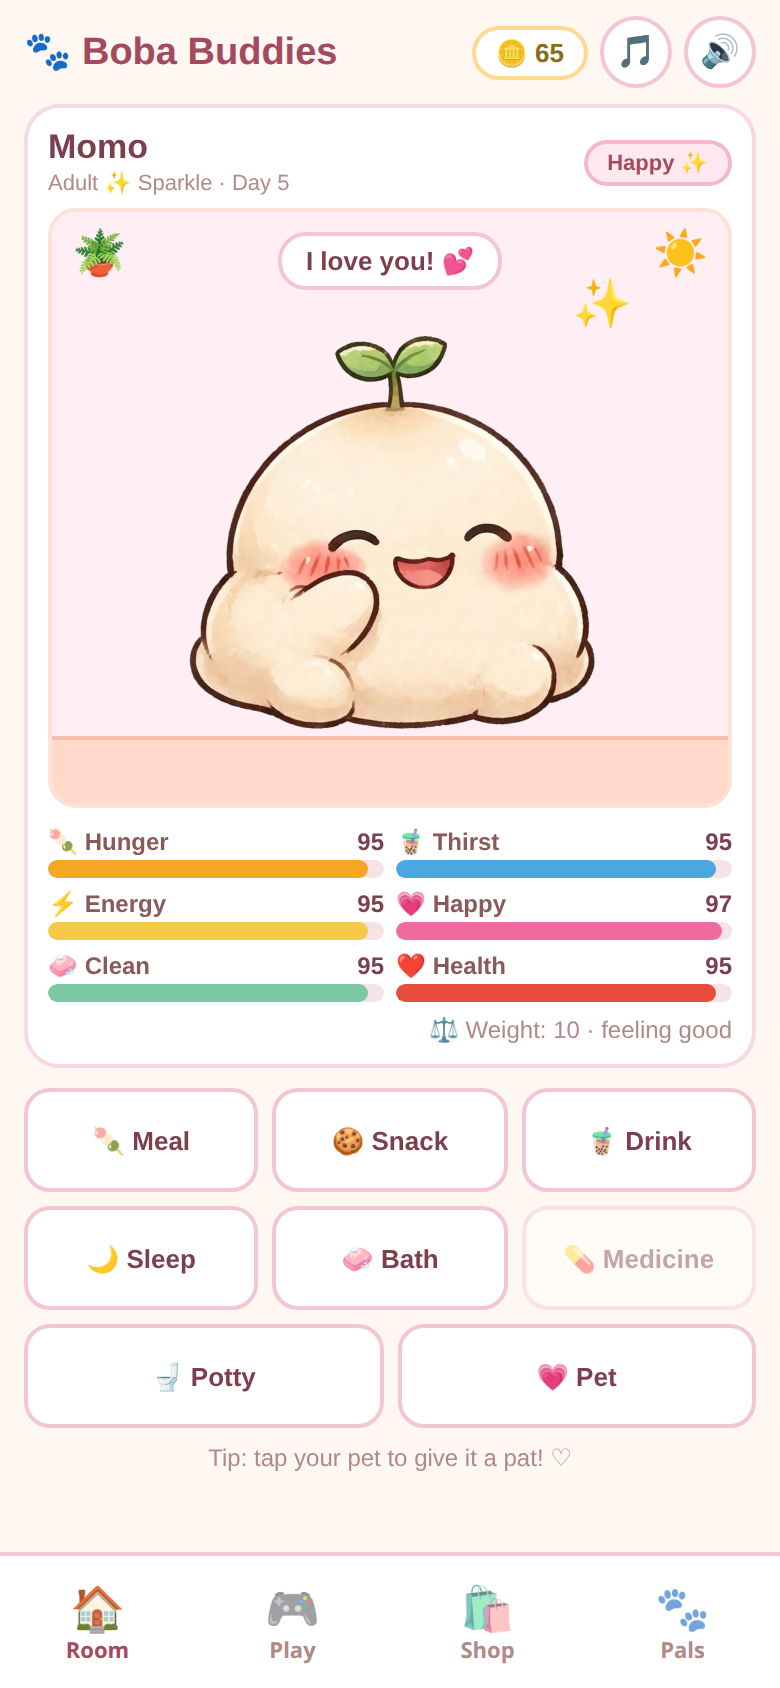 🐾 Boba Buddies
🪙 65
🎵
🔊
Momo
Adult ✨ Sparkle · Day 5
Happy ✨
I love you! 💕
🍡 Hunger 95
🧋 Thirst 95
⚡ Energy 95
💗 Happy 97
🧼 Clean 95
❤️ Health 95
⚖️ Weight: 10 · feeling good
🍡 Meal
🍪 Snack
🧋 Drink
🌙 Sleep
🧼 Bath
💊 Medicine
🚽 Potty
💗 Pet
Tip: tap your pet to give it a pat! ♡
Room
Play
Shop
Pals